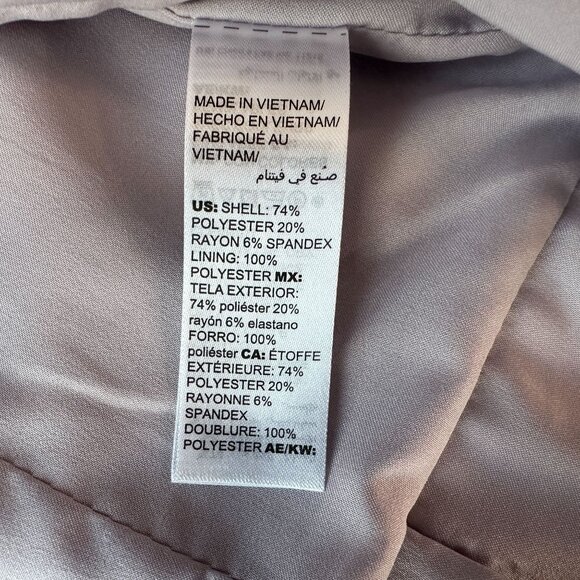 MADE IN VIETNAM/
HECHO EN VIETNAM/
FABRIQUÉ AU
VIETNAM/
صنع في فيتنام
US: SHELL: 74%
POLYESTER 20%
RAYON 6% SPANDEX
LINING: 100%
POLYESTER MX:
TELA EXTERIOR:
74% poliéster 20%
rayón 6% elastano
FORRO: 100%
poliéster CA: ÉTOFFE
EXTÉRIEURE: 74%
POLYESTER 20%
RAYONNE 6%
SPANDEX
DOUBLURE: 100%
POLYESTER AE/KW: